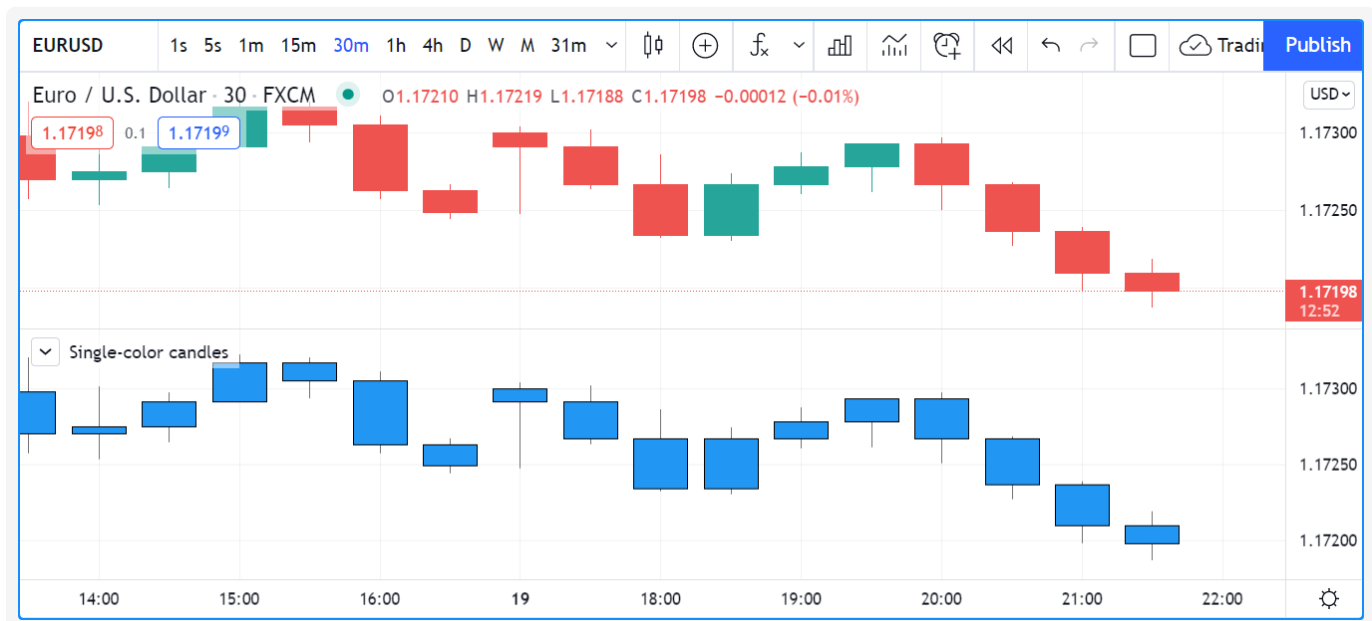 EURUSD 1s 5s 1m 15m 30m 1h 4h D W M 31m Tradin Publish
Euro / U.S. Dollar · 30 · FXCM O1.17210 H1.17219 L1.17188 C1.17198 −0.00012 (−0.01%) USD
1.17198 0.1 1.17199
1.17300
1.17250
1.17198
12:52
Single-color candles
1.17300
1.17250
1.17200
14:00 15:00 16:00 19 18:00 19:00 20:00 21:00 22:00